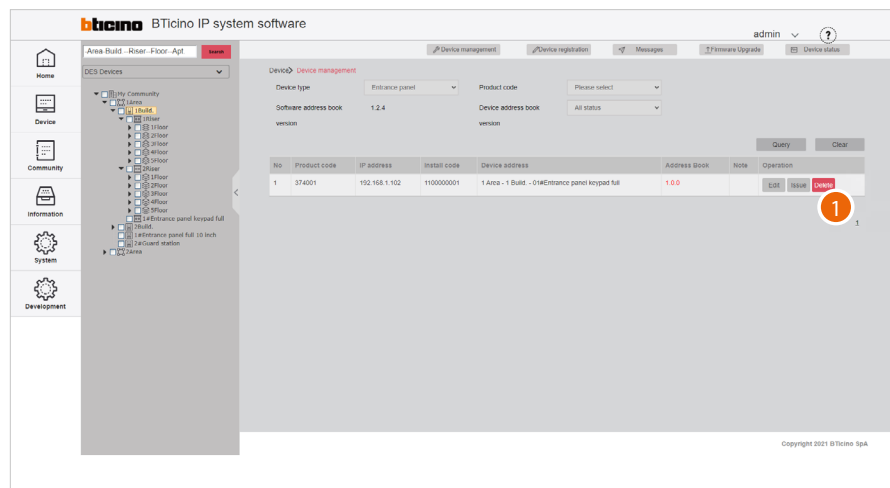 bticino BTicino IP system software
admin ?
Area-Build.-Riser-Floor-Apt Search
Device management Device registration Messages Firmware Upgrade Device status
Home
Device
Community
Information
System
Development
DES Devices
My Community
1Area
1Build.
1Riser
1Floor
2Floor
3Floor
4Floor
5Floor
2Riser
1Floor
2Floor
3Floor
4Floor
5Floor
1#Entrance panel keypad full
2Build.
1#Entrance panel full 10 inch
2#Guard station
2Area
Device> Device management
Device type Entrance panel Product code Please select
Software address book version 1.2.4 Device address book version All status
Query Clear
No Product code IP address Install code Device address Address Book Note Operation
1 374001 192.168.1.102 1100000001 1 Area - 1 Build. - 01#Entrance panel keypad full 1.0.0 Edit Issue Delete
1
1
Copyright 2021 BTicino SpA